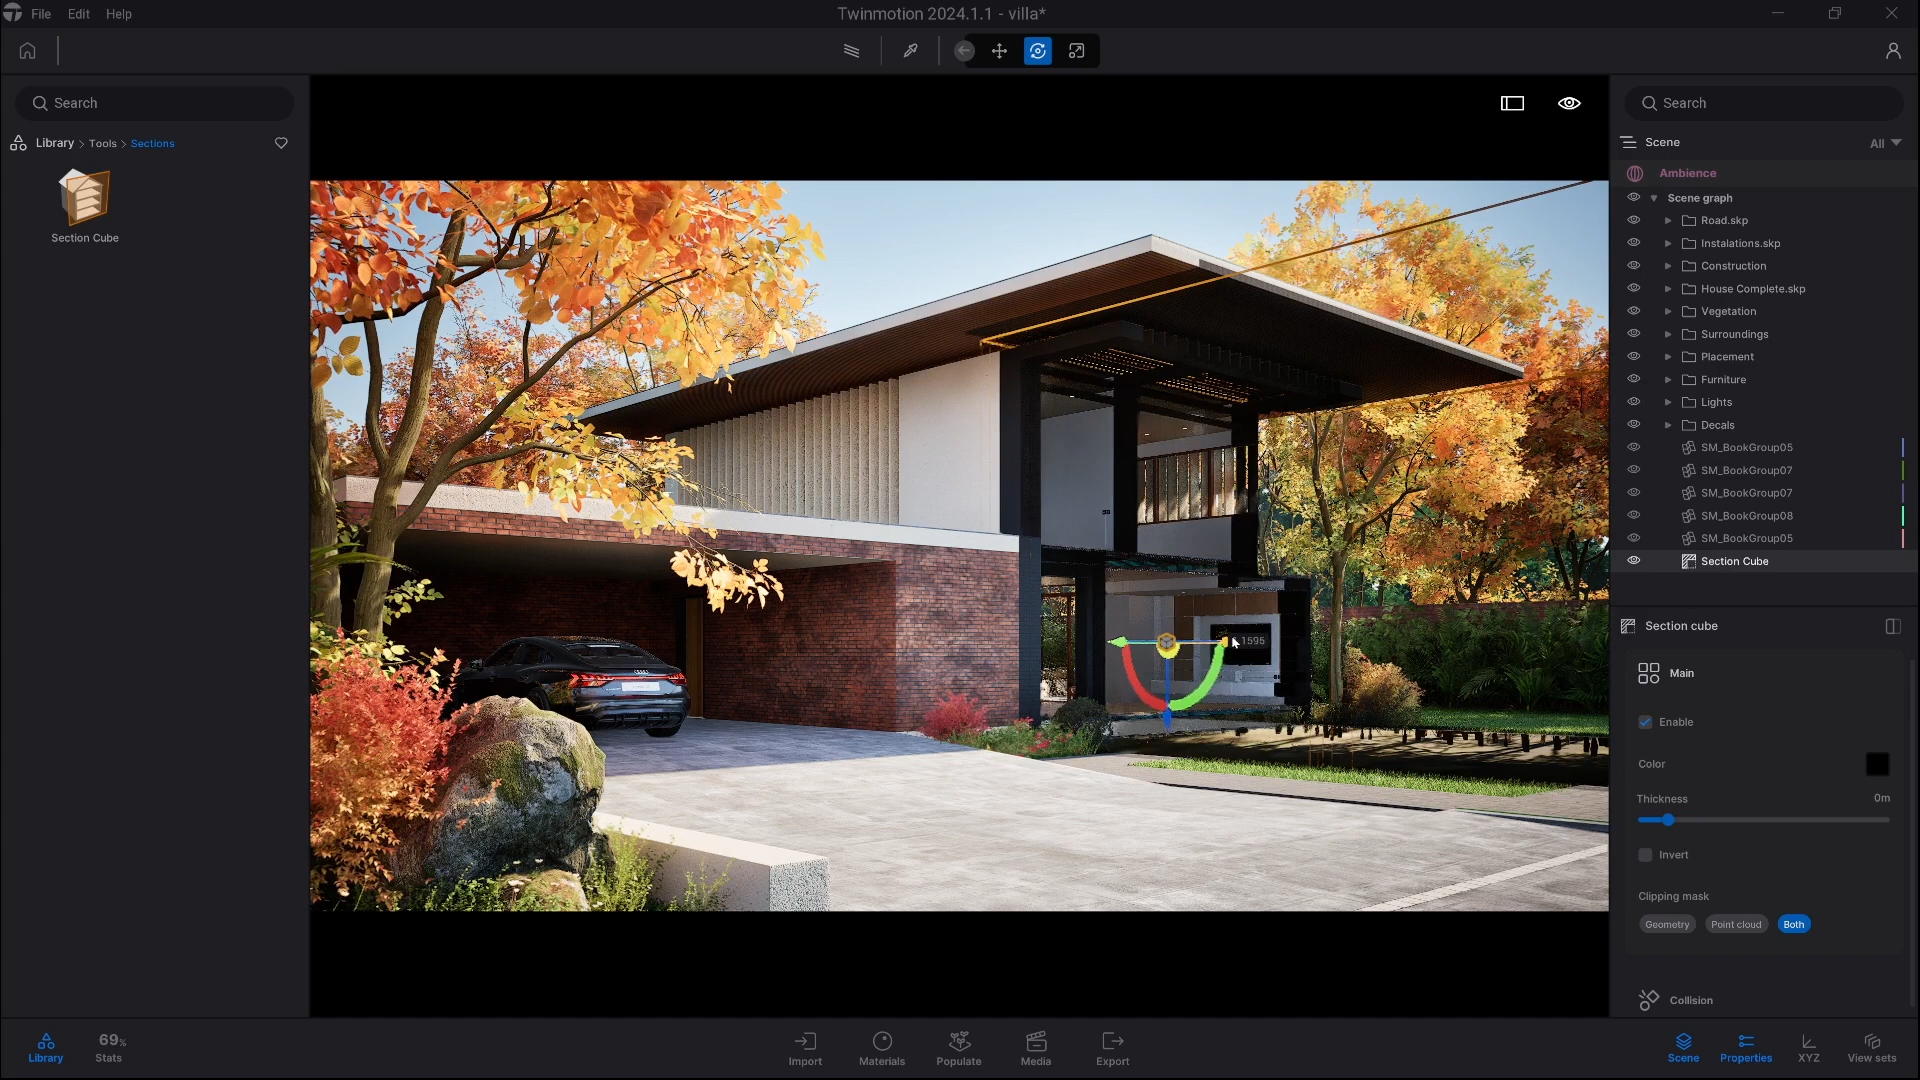 File Edit Help
Twinmotion 2024.1.1 - villa*
Search
Library > Tools > Sections
Section Cube
1595
Search
Scene
All
Ambience
Scene graph
Road.skp
Instalations.skp
Construction
House Complete.skp
Vegetation
Surroundings
Placement
Furniture
Lights
Decals
SM_BookGroup05
SM_BookGroup07
SM_BookGroup07
SM_BookGroup08
SM_BookGroup05
Section Cube
Section cube
Main
Enable
Color
Thickness 0m
Invert
Clipping mask
Geometry Point cloud Both
Collision
Library
69%
Stats
Import
Materials
Populate
Media
Export
Scene
Properties
XYZ
View sets